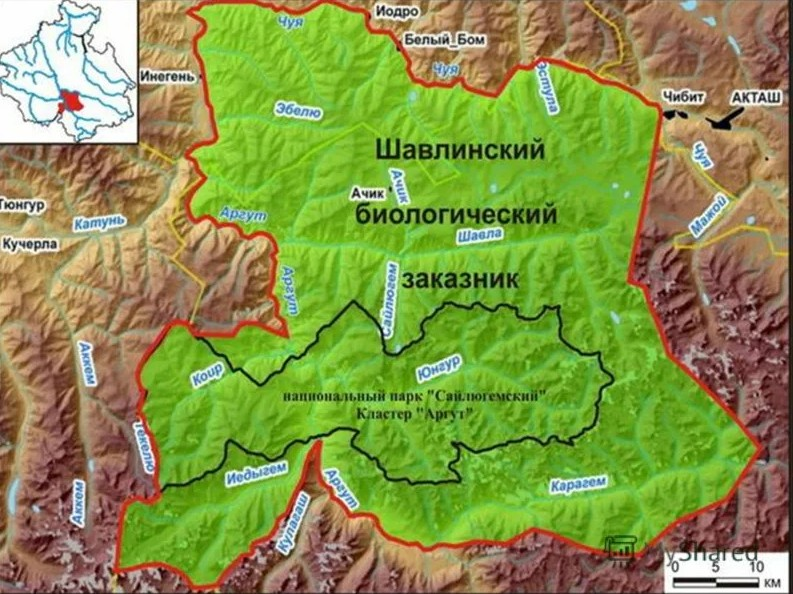 Чуя
Иодро
Белый_Бом
Чуя
Инегень
Эстула
Чибит
АКТАШ
Эбелю
Шавлинский
Чуя
Ачик
Ачик
Тюнгур
Катунь
Аргут
биологический
Мажой
Кучерла
Шавла
Аргут
Сайлюгем
заказник
Аккем
Коир
Юнгур
национальный парк "Сайлюгемский"
Кластер "Аргут"
Текелю
Иедыгем
Аргут
Карагем
Аккем
Кулагаш
MyShared
0 5 10
км